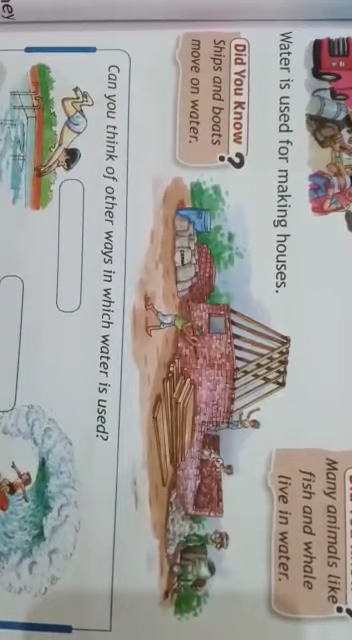 Many animals like
fish and whale
live in water.
Water is used for making houses.
Did You Know
?
Ships and boats
move on water.
Can you think of other ways in which water is used?
ey